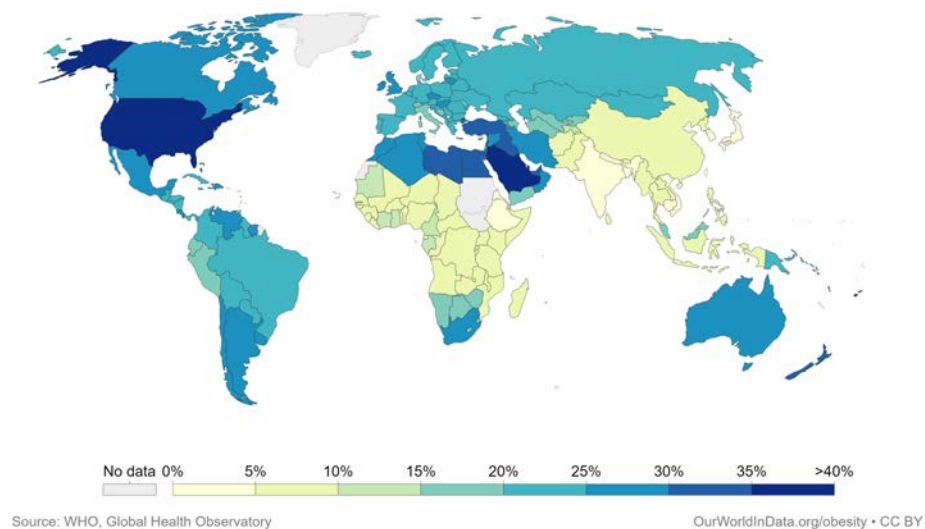 No data 0% 5% 10% 15% 20% 25% 30% 35% >40%
Source: WHO, Global Health Observatory OurWorldInData.org/obesity • CC BY